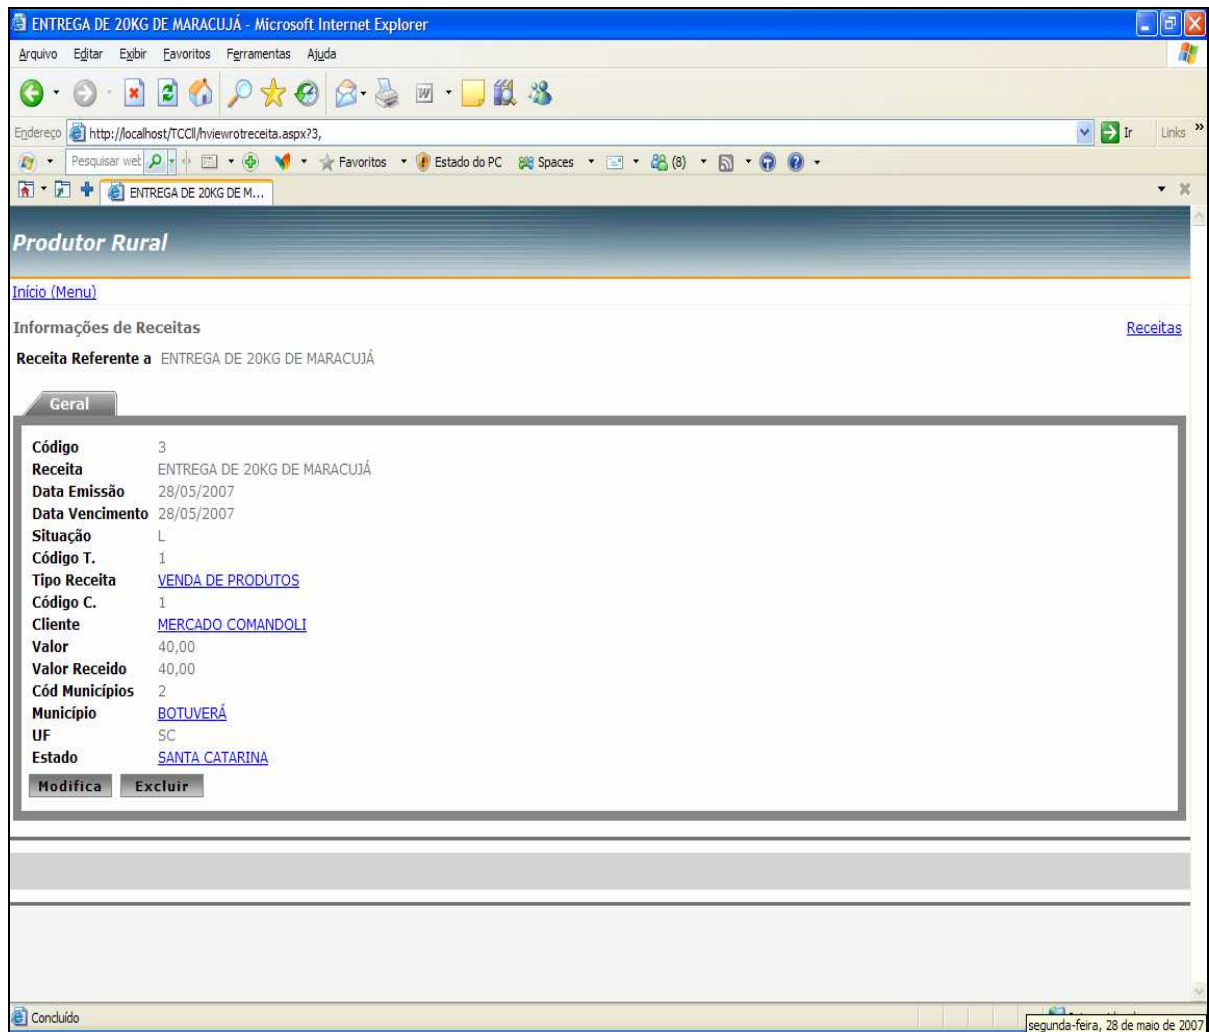 ENTREGA DE 20KG DE MARACUJÁ - Microsoft Internet Explorer
Arquivo Editar Exibir Favoritos Ferramentas Ajuda
Endereço http://localhost/TCCII/hviewrotreceita.aspx?3, Ir Links »
Pesquisar web Favoritos Estado do PC Spaces (8)
ENTREGA DE 20KG DE M...
Produtor Rural
Início (Menu)
Informações de Receitas Receitas
Receita Referente a ENTREGA DE 20KG DE MARACUJÁ
Geral
Código 3
Receita ENTREGA DE 20KG DE MARACUJÁ
Data Emissão 28/05/2007
Data Vencimento 28/05/2007
Situação L
Código T. 1
Tipo Receita VENDA DE PRODUTOS
Código C. 1
Cliente MERCADO COMANDOLI
Valor 40,00
Valor Receido 40,00
Cód Municípios 2
Município BOTUVERÁ
UF SC
Estado SANTA CATARINA
Modifica Excluir
Concluído
segunda-feira, 28 de maio de 2007